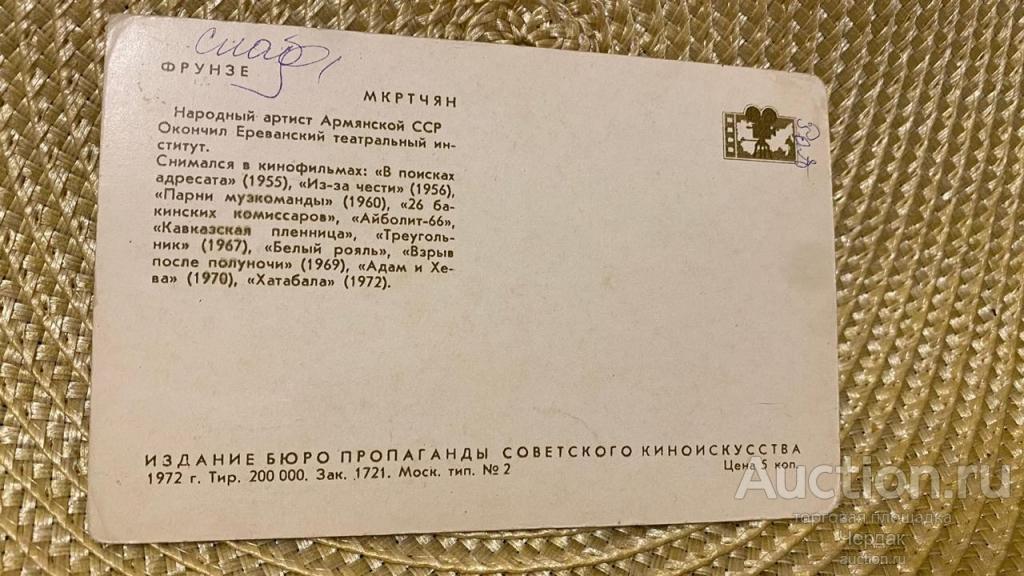 ФРУНЗЕ
МКРТЧЯН
Народный артист Армянской ССР
Окончил Ереванский театральный ин-
ститут.
Снимался в кинофильмах: «В поисках
адресата» (1955), «Из-за чести» (1956),
«Парни музкоманды» (1960), «26 ба-
кинских комиссаров», «Айболит-66»,
«Кавказская пленница», «Треуголь-
ник» (1967), «Белый рояль», «Взрыв
после полуночи» (1969), «Адам и Хе-
ва» (1970), «Хатабала» (1972).
ИЗДАНИЕ БЮРО ПРОПАГАНДЫ СОВЕТСКОГО КИНОИСКУССТВА
1972 г. Тир. 200 000. Зак. 1721. Моск. тип. № 2
Цена 5 коп.
Auction.ru
торговая площадка
Чердак
auction.ru